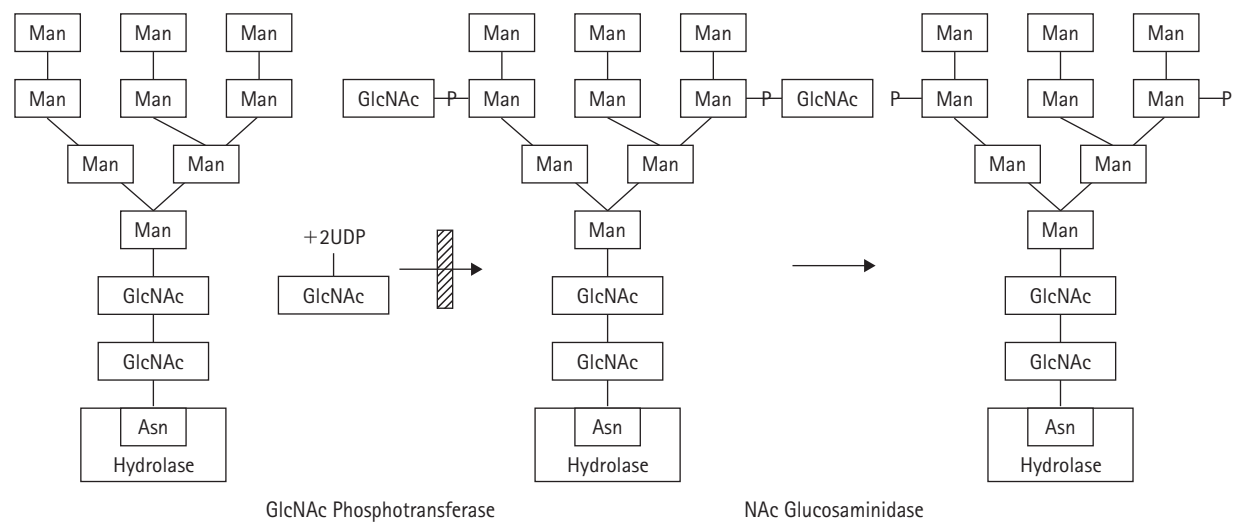 Man Man Man Man Man Man Man Man Man
Man Man Man GlcNAc P Man Man Man P GlcNAc P Man Man Man P
Man Man Man Man Man Man
Man +2UDP Man Man
GlcNAc GlcNAc GlcNAc GlcNAc
GlcNAc GlcNAc GlcNAc
Asn Asn Asn
Hydrolase Hydrolase Hydrolase
GlcNAc Phosphotransferase NAc Glucosaminidase